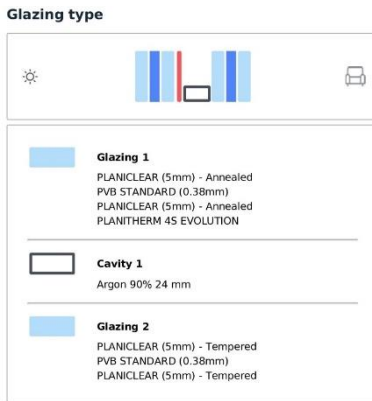 Glazing type
Glazing 1
PLANICLEAR (5mm) - Annealed
PVB STANDARD (0.38mm)
PLANICLEAR (5mm) - Annealed
PLANITHERM 4S EVOLUTION
Cavity 1
Argon 90% 24 mm
Glazing 2
PLANICLEAR (5mm) - Tempered
PVB STANDARD (0.38mm)
PLANICLEAR (5mm) - Tempered